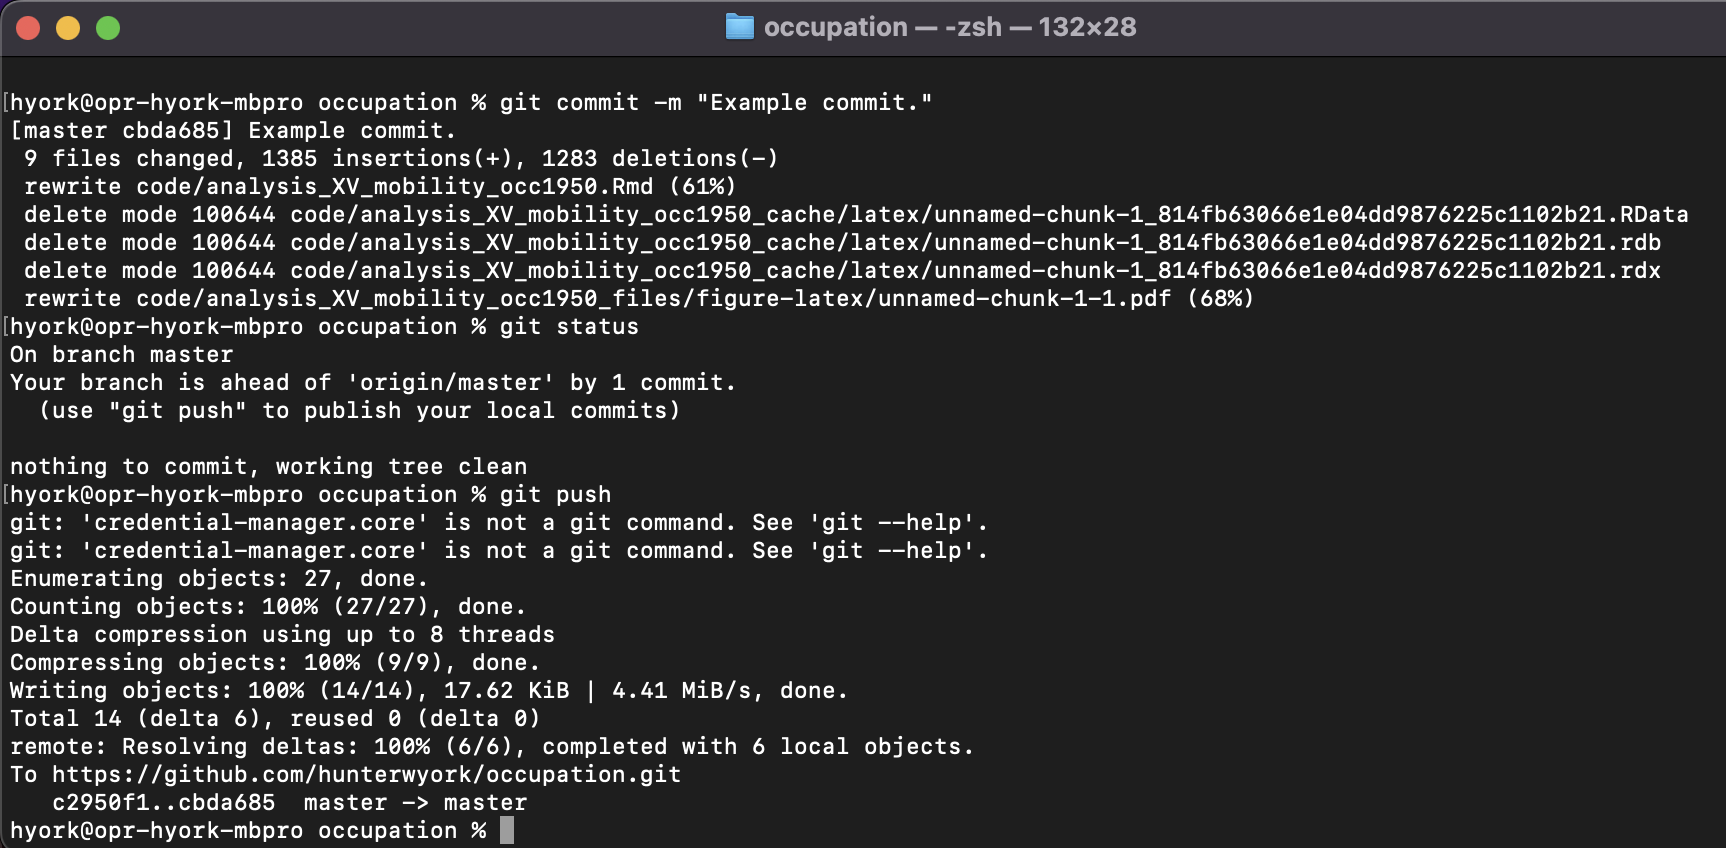 occupation — -zsh — 132×28
[hyork@opr-hyork-mbpro occupation % git commit -m "Example commit."
[master cbda685] Example commit.
 9 files changed, 1385 insertions(+), 1283 deletions(-)
 rewrite code/analysis_XV_mobility_occ1950.Rmd (61%)
 delete mode 100644 code/analysis_XV_mobility_occ1950_cache/latex/unnamed-chunk-1_814fb63066e1e04dd9876225c1102b21.RData
 delete mode 100644 code/analysis_XV_mobility_occ1950_cache/latex/unnamed-chunk-1_814fb63066e1e04dd9876225c1102b21.rdb
 delete mode 100644 code/analysis_XV_mobility_occ1950_cache/latex/unnamed-chunk-1_814fb63066e1e04dd9876225c1102b21.rdx
 rewrite code/analysis_XV_mobility_occ1950_files/figure-latex/unnamed-chunk-1-1.pdf (68%)
[hyork@opr-hyork-mbpro occupation % git status
On branch master
Your branch is ahead of 'origin/master' by 1 commit.
  (use "git push" to publish your local commits)

nothing to commit, working tree clean
[hyork@opr-hyork-mbpro occupation % git push
git: 'credential-manager.core' is not a git command. See 'git --help'.
git: 'credential-manager.core' is not a git command. See 'git --help'.
Enumerating objects: 27, done.
Counting objects: 100% (27/27), done.
Delta compression using up to 8 threads
Compressing objects: 100% (9/9), done.
Writing objects: 100% (14/14), 17.62 KiB | 4.41 MiB/s, done.
Total 14 (delta 6), reused 0 (delta 0)
remote: Resolving deltas: 100% (6/6), completed with 6 local objects.
To https://github.com/hunterwyork/occupation.git
   c2950f1..cbda685  master -> master
hyork@opr-hyork-mbpro occupation %